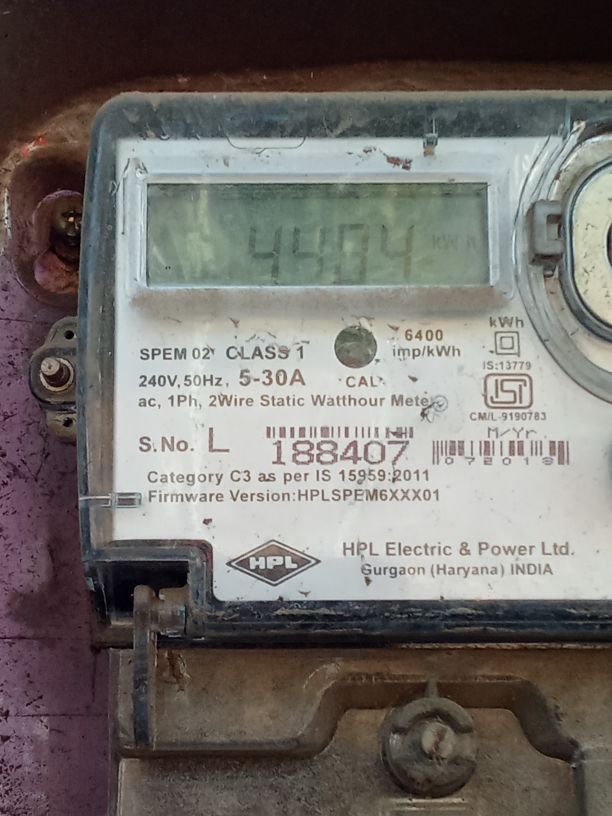 4484 kWh
6400
imp/kWh
kWh
SPEM 02 CLASS 1
IS:13779
240V, 50Hz, 5-30A
CAL
ac, 1Ph, 2Wire Static Watthour Meter
CM/L-9190783
M/Yr.
S.No. L 188407
072018
Category C3 as per IS 15959:2011
Firmware Version:HPLSPEM6XXX01
HPL
HPL Electric & Power Ltd.
Gurgaon (Haryana) INDIA